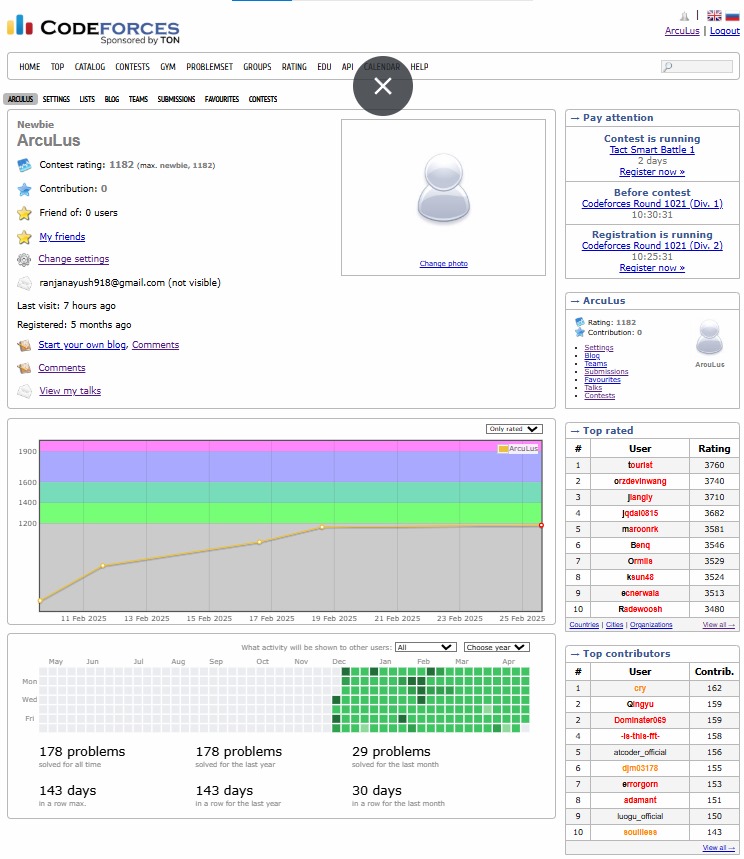 CODEFORCES
Sponsored by TON
ArcuLus | Logout
HOME TOP CATALOG CONTESTS GYM PROBLEMSET GROUPS RATING EDU API CALENDAR HELP
ARCULUS SETTINGS LISTS BLOG TEAMS SUBMISSIONS FAVOURITES CONTESTS
Newbie
ArcuLus
Contest rating: 1182 (max. newbie, 1182)
Contribution: 0
Friend of: 0 users
My friends
Change settings
ranjanayush918@gmail.com (not visible)
Last visit: 7 hours ago
Registered: 5 months ago
Start your own blog, Comments
Comments
View my talks
Change photo
→ Pay attention
Contest is running
Tact Smart Battle 1
2 days
Register now »
Before contest
Codeforces Round 1021 (Div. 1)
10:30:31
Registration is running
Codeforces Round 1021 (Div. 2)
10:25:31
Register now »
→ ArcuLus
Rating: 1182
Contribution: 0
Settings
Blog
Teams
Submissions
Favourites
Talks
Contests
ArcuLus
Only rated
ArcuLus
1900
1600
1400
1200
11 Feb 2025 13 Feb 2025 15 Feb 2025 17 Feb 2025 19 Feb 2025 21 Feb 2025 23 Feb 2025 25 Feb 2025
→ Top rated
# User Rating
1 tourist 3760
2 orzdevinwang 3740
3 jiangly 3710
4 jqdai0815 3682
5 maroonrk 3581
6 Benq 3546
7 Ormlis 3529
8 ksun48 3524
9 ecnerwala 3513
10 Radewoosh 3480
Countries | Cities | Organizations View all →
What activity will be shown to other users: All Choose year
May Jun Jul Aug Sep Oct Nov Dec Jan Feb Mar Apr
Mon
Wed
Fri
178 problems
solved for all time
178 problems
solved for the last year
29 problems
solved for the last month
143 days
in a row max.
143 days
in a row for the last year
30 days
in a row for the last month
→ Top contributors
# User Contrib.
1 cry 162
2 Qingyu 159
2 Dominater069 159
4 -is-this-fft- 158
5 atcoder_official 156
6 djm03178 155
7 errorgorn 153
8 adamant 151
9 luogu_official 150
10 soullless 143
View all →